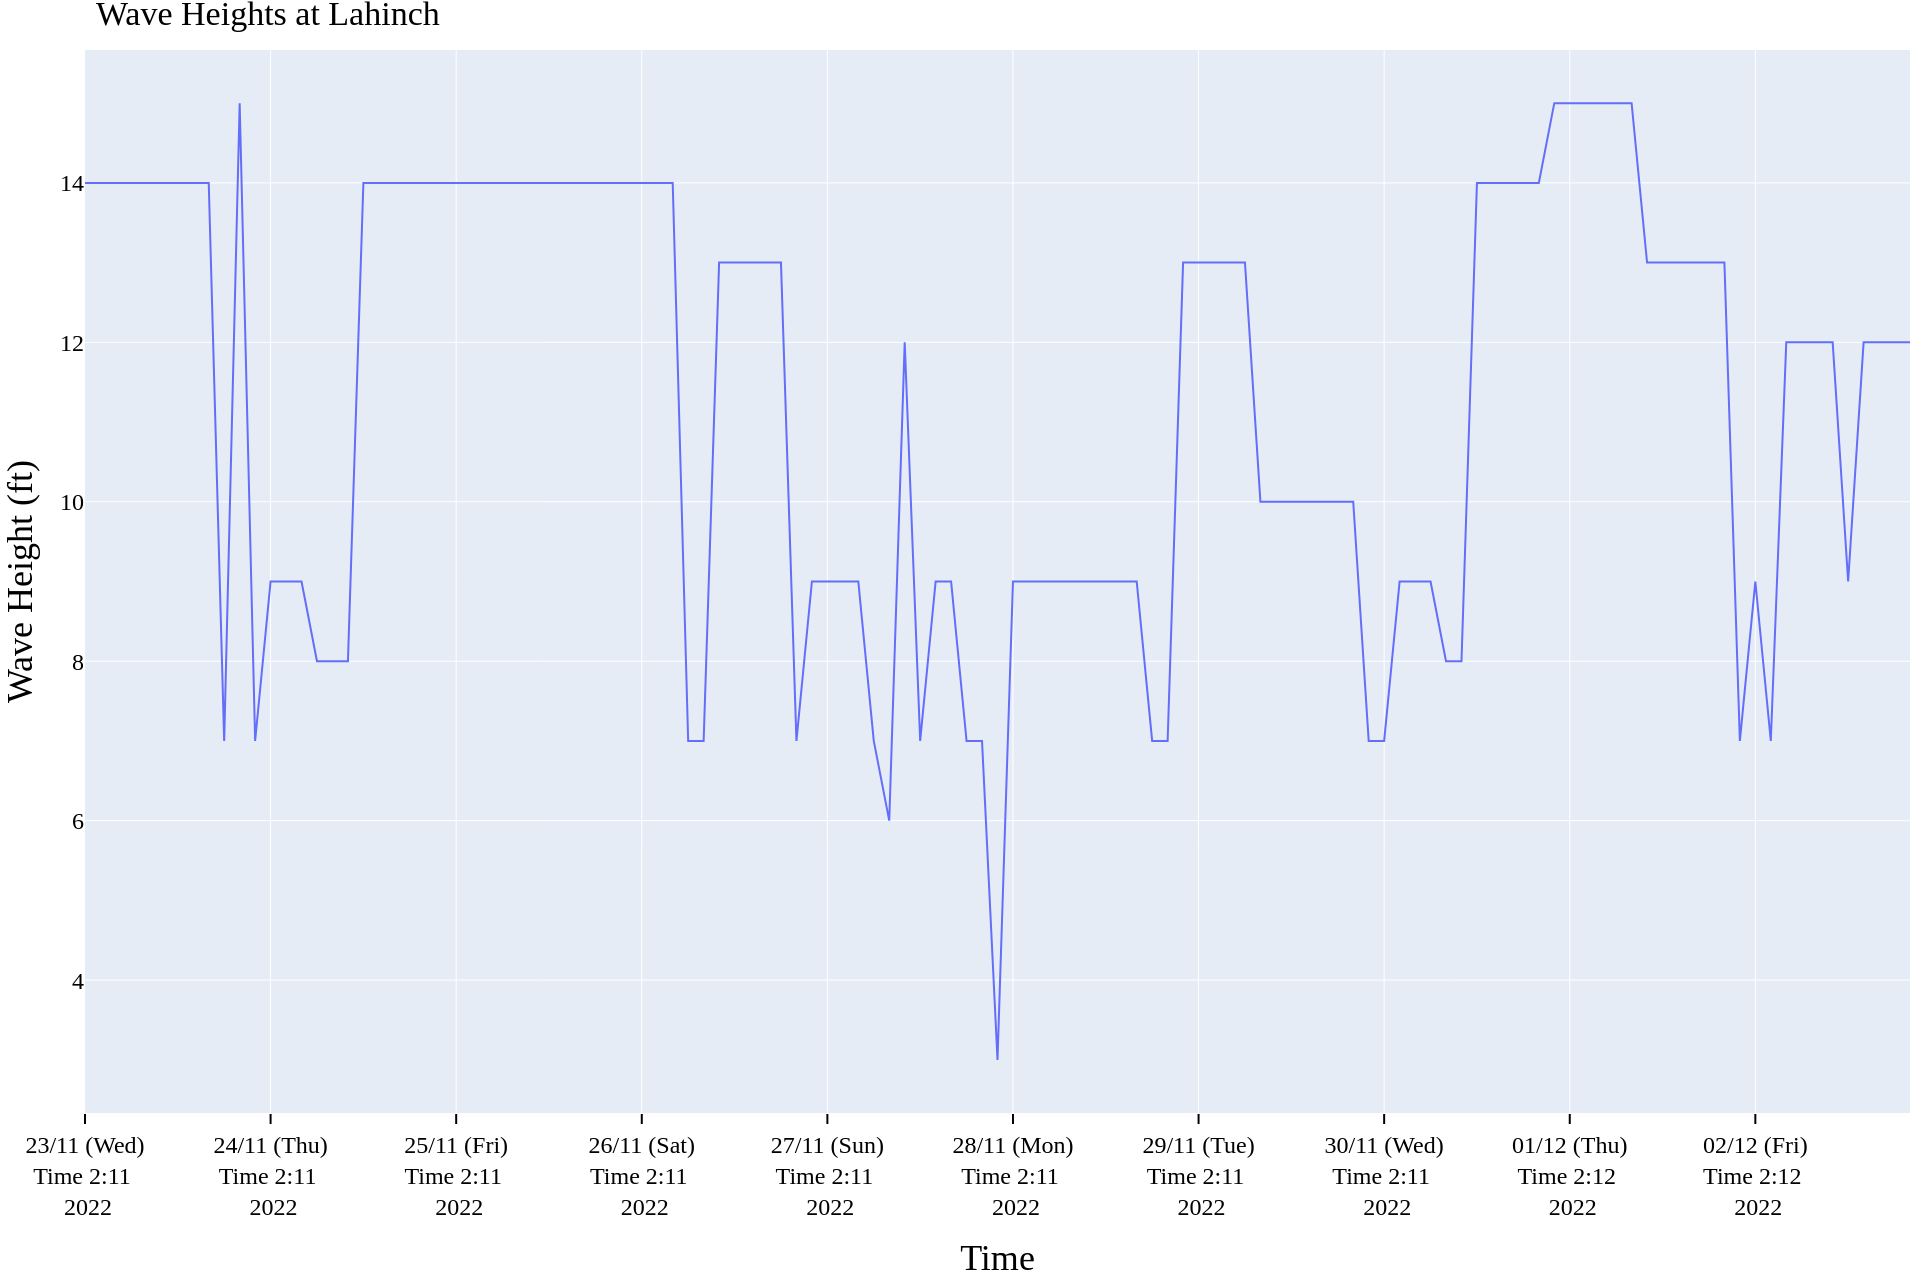 Wave Heights at Lahinch
Wave Height (ft)
14
12
10
8
6
4
23/11 (Wed)
Time 2:11
2022
24/11 (Thu)
Time 2:11
2022
25/11 (Fri)
Time 2:11
2022
26/11 (Sat)
Time 2:11
2022
27/11 (Sun)
Time 2:11
2022
28/11 (Mon)
Time 2:11
2022
29/11 (Tue)
Time 2:11
2022
30/11 (Wed)
Time 2:11
2022
01/12 (Thu)
Time 2:12
2022
02/12 (Fri)
Time 2:12
2022
Time